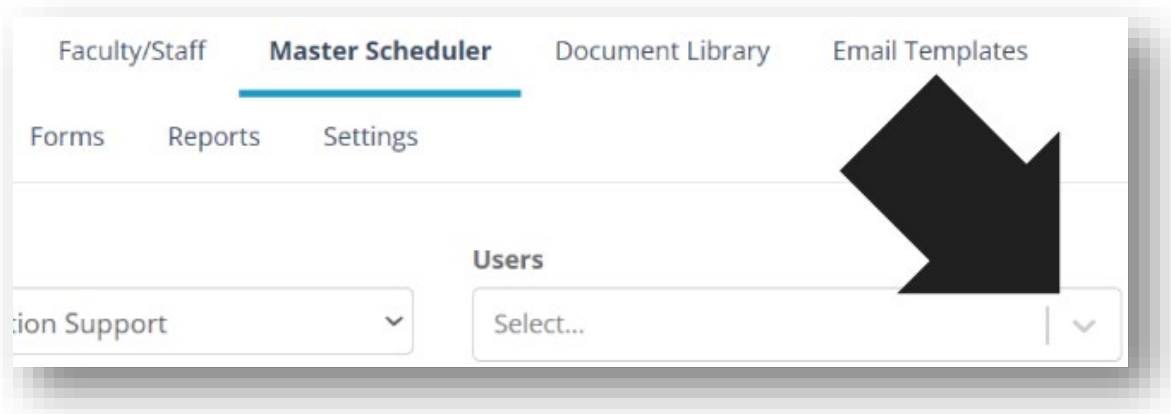 Faculty/Staff Master Scheduler Document Library Email Templates
Forms Reports Settings
Users
tion Support Select...